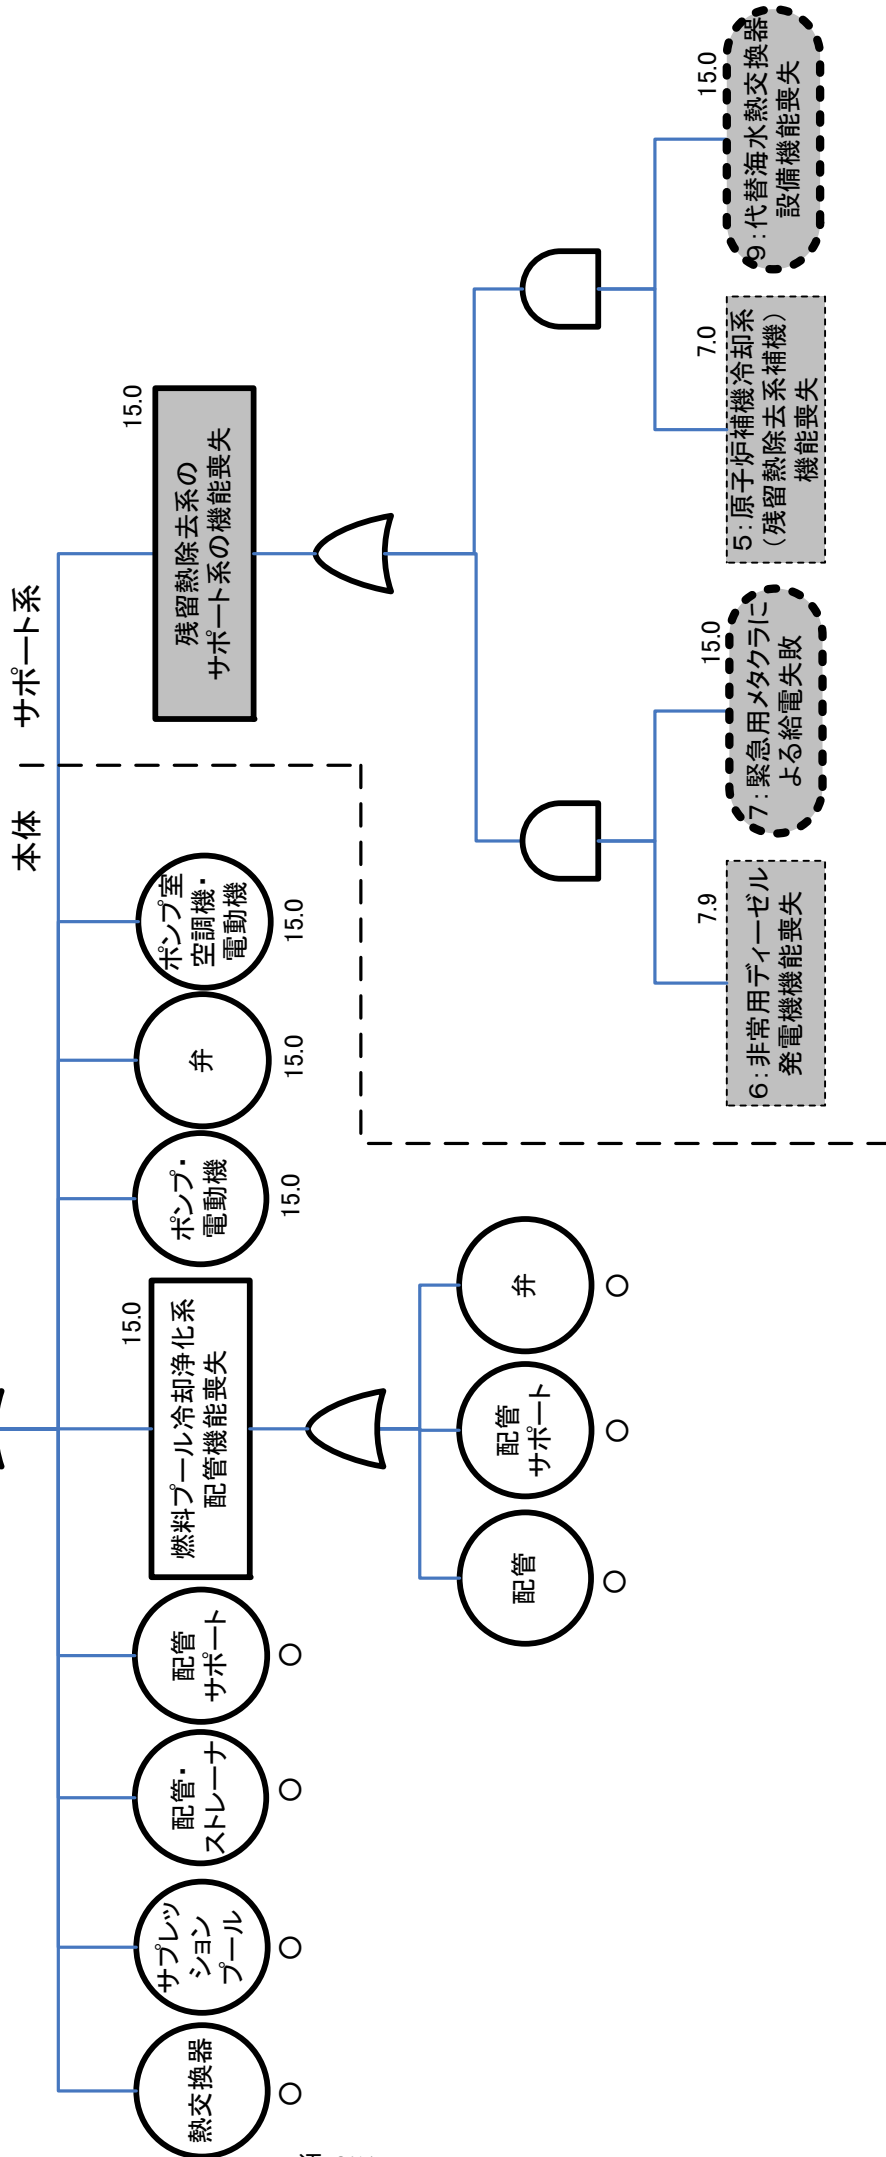 本体
サポート系
熱交換器
○
サプレッ
ション
プール
○
配管・
ストレーナ
○
配管
サポート
○
15.0
燃料プール冷却浄化系
配管機能喪失
ポンプ・
電動機
15.0
弁
15.0
ポンプ室
空調機・
電動機
15.0
15.0
残留熱除去系の
サポート系の機能喪失
配管
○
配管
サポート
○
弁
○
7.9
6:非常用ディーゼル
発電機機能喪失
15.0
7:緊急用メタクラに
よる給電失敗
7.0
5:原子炉補機冷却系
(残留熱除去系補機)
機能喪失
15.0
9:代替海水熱交換器
設備機能喪失